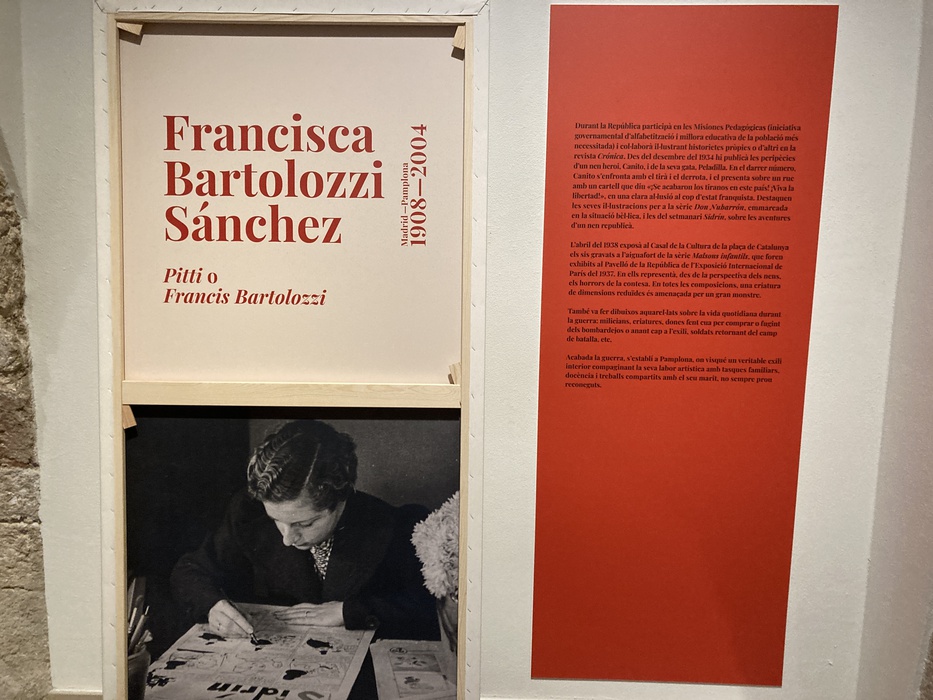 Francisca
Bartolozzi
Sánchez
Madrid—Pamplona
1908—2004
Pitti o
Francis Bartolozzi
Durant la República participà en les Misiones Pedagógicas (iniciativa
governamental d'alfabetització i millora educativa de la població més
necessitada) i col·laborà il·lustrant historietes pròpies o d'altri en la
revista Crónica. Des del desembre del 1934 hi publicà les peripècies
d'un nen heroi, Canito, i de la seva gata, Peladilla. En el darrer número,
Canito s'enfronta amb el tirà i el derrota, i el presenta sobre un ruc
amb un cartell que diu «¡Se acabaron los tiranos en este país! ¡Viva la
libertad!», en una clara al·lusió al cop d'estat franquista. Destaquen
les seves il·lustracions per a la sèrie Don Nubarrón, emmarcada
en la situació bèl·lica, i les del setmanari Sidrín, sobre les aventures
d'un nen republicà.
L'abril del 1938 exposà al Casal de la Cultura de la plaça de Catalunya
els sis gravats a l'aiguafort de la sèrie Malsons infantils, que foren
exhibits al Pavelló de la República de l'Exposició Internacional de
París del 1937. En ells representà, des de la perspectiva dels nens,
els horrors de la contesa. En totes les composicions, una criatura
de dimensions reduïdes és amenaçada per un gran monstre.
També va fer dibuixos aquarel·lats sobre la vida quotidiana durant
la guerra: milicians, criatures, dones fent cua per comprar o fugint
dels bombardejos o anant cap a l'exili, soldats retornant del camp
de batalla, etc.
Acabada la guerra, s'establí a Pamplona, on visqué un veritable exili
interior compaginant la seva labor artística amb tasques familiars,
docència i treballs compartits amb el seu marit, no sempre prou
reconeguts.
Sidrín